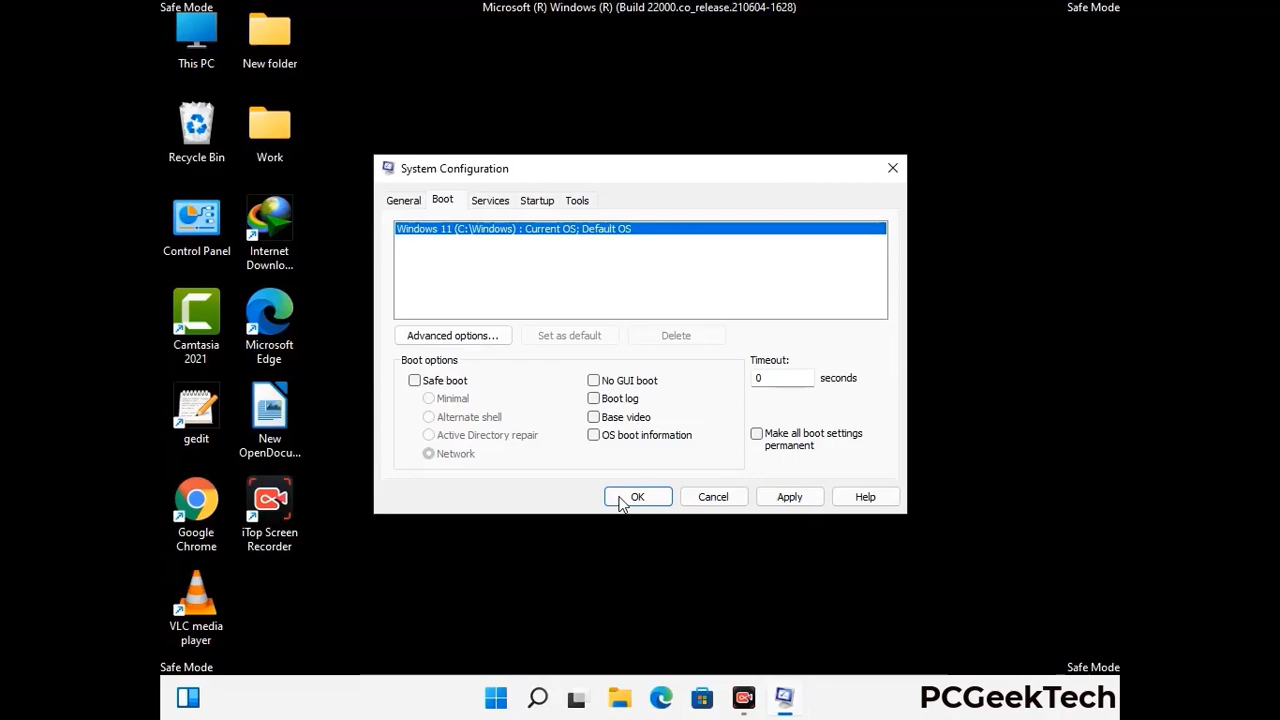 Safe Mode
Microsoft (R) Windows (R) (Build 22000.co_release.210604-1628)
Safe Mode
This PC
New folder
Recycle Bin
Work
Control Panel
Internet
Downlo...
Camtasia
2021
Microsoft
Edge
gedit
New
OpenDocu...
Google
Chrome
iTop Screen
Recorder
VLC media
player
System Configuration
General
Boot
Services
Startup
Tools
Windows 11 (C:\Windows) : Current OS; Default OS
Advanced options...
Set as default
Delete
Boot options
Safe boot
Minimal
Alternate shell
Active Directory repair
Network
No GUI boot
Boot log
Base video
OS boot information
Timeout:
0 seconds
Make all boot settings
permanent
OK
Cancel
Apply
Help
Safe Mode
Safe Mode
PCGeekTech